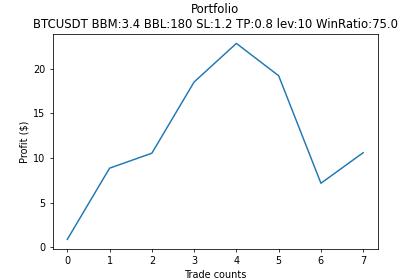 Portfolio
BTCUSDT BBM:3.4 BBL:180 SL:1.2 TP:0.8 lev:10 WinRatio:75.0
20
15
10
5
0
Profit ($)
0 1 2 3 4 5 6 7
Trade counts